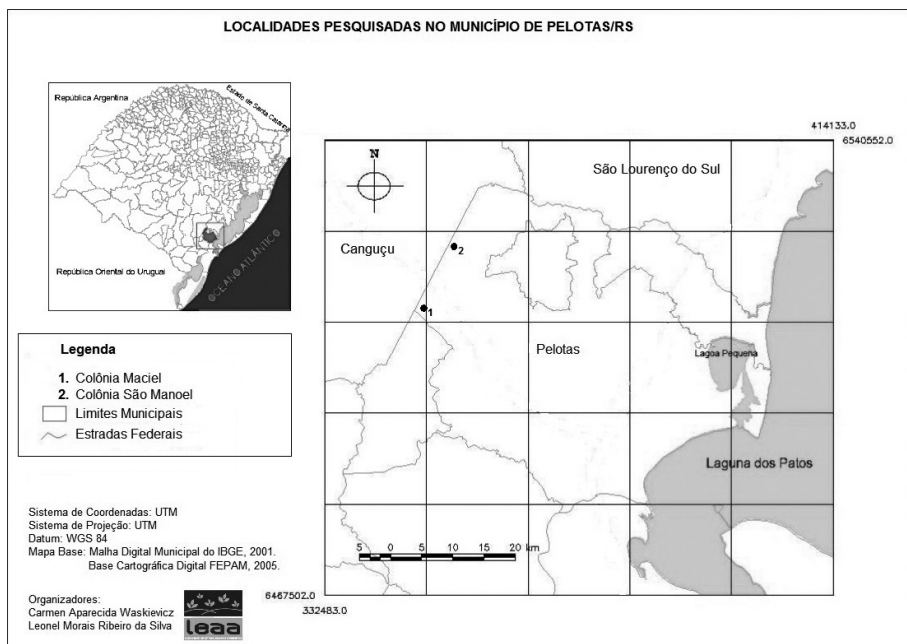 LOCALIDADES PESQUISADAS NO MUNICÍPIO DE PELOTAS/RS
República Argentina
Estado de Santa Catarina
República Oriental do Uruguai
OCEANO ATLÂNTICO
414133.0
6540552.0
N
São Lourenço do Sul
Canguçu
2
1
Pelotas
Lagoa Pequena
Laguna dos Patos
5 0 5 10 20 km
6467502.0
332483.0
Legenda
1. Colônia Maciel
2. Colônia São Manoel
Limites Municipais
Estradas Federais
Sistema de Coordenadas: UTM
Sistema de Projeção: UTM
Datum: WGS 84
Mapa Base: Malha Digital Municipal do IBGE, 2001.
Base Cartográfica Digital FEPAM, 2005.
Organizadores:
Carmen Aparecida Waskievicz
Leonel Morais Ribeiro da Silva
leaa